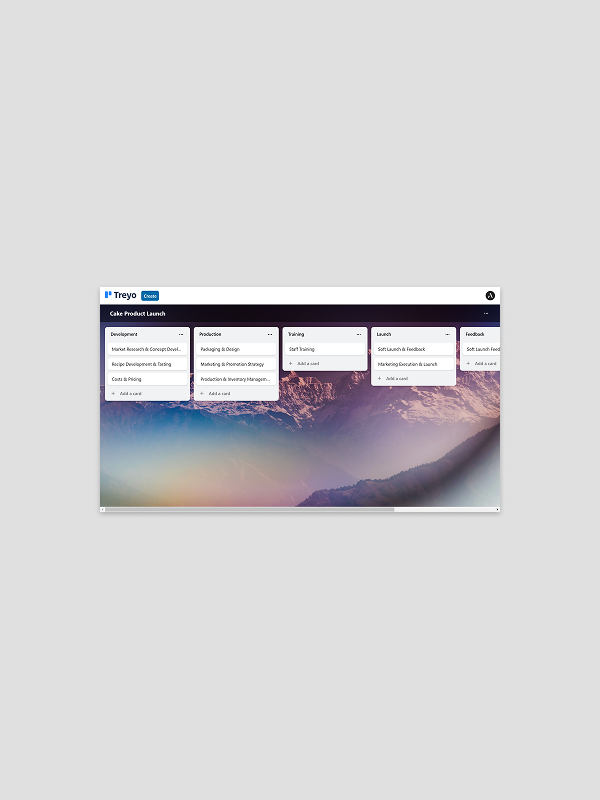 Treyo
Create
Cake Product Launch
Development
Market Research & Concept Devel...
Recipe Development & Tasting
Costs & Pricing
+ Add a card
Production
Packaging & Design
Marketing & Promotion Strategy
Production & Inventory Managem...
+ Add a card
Training
Staff Training
+ Add a card
Launch
Soft Launch & Feedback
Marketing Execution & Launch
+ Add a card
Feedback
Soft Launch Feed
+ Add a card